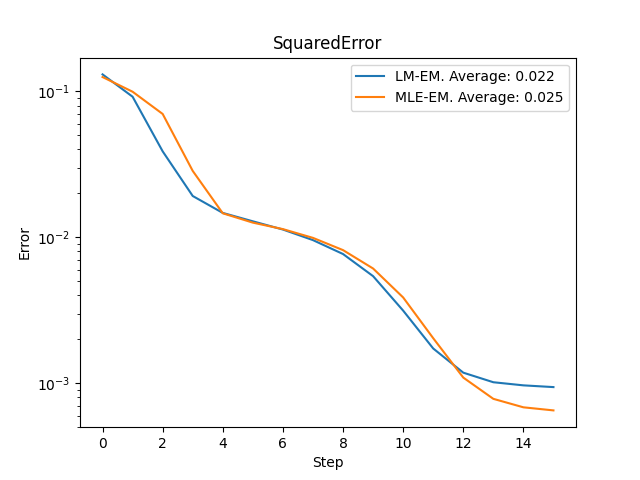 SquaredError
LM-EM. Average: 0.022
MLE-EM. Average: 0.025
10⁻¹
10⁻²
10⁻³
Error
0 2 4 6 8 10 12 14
Step